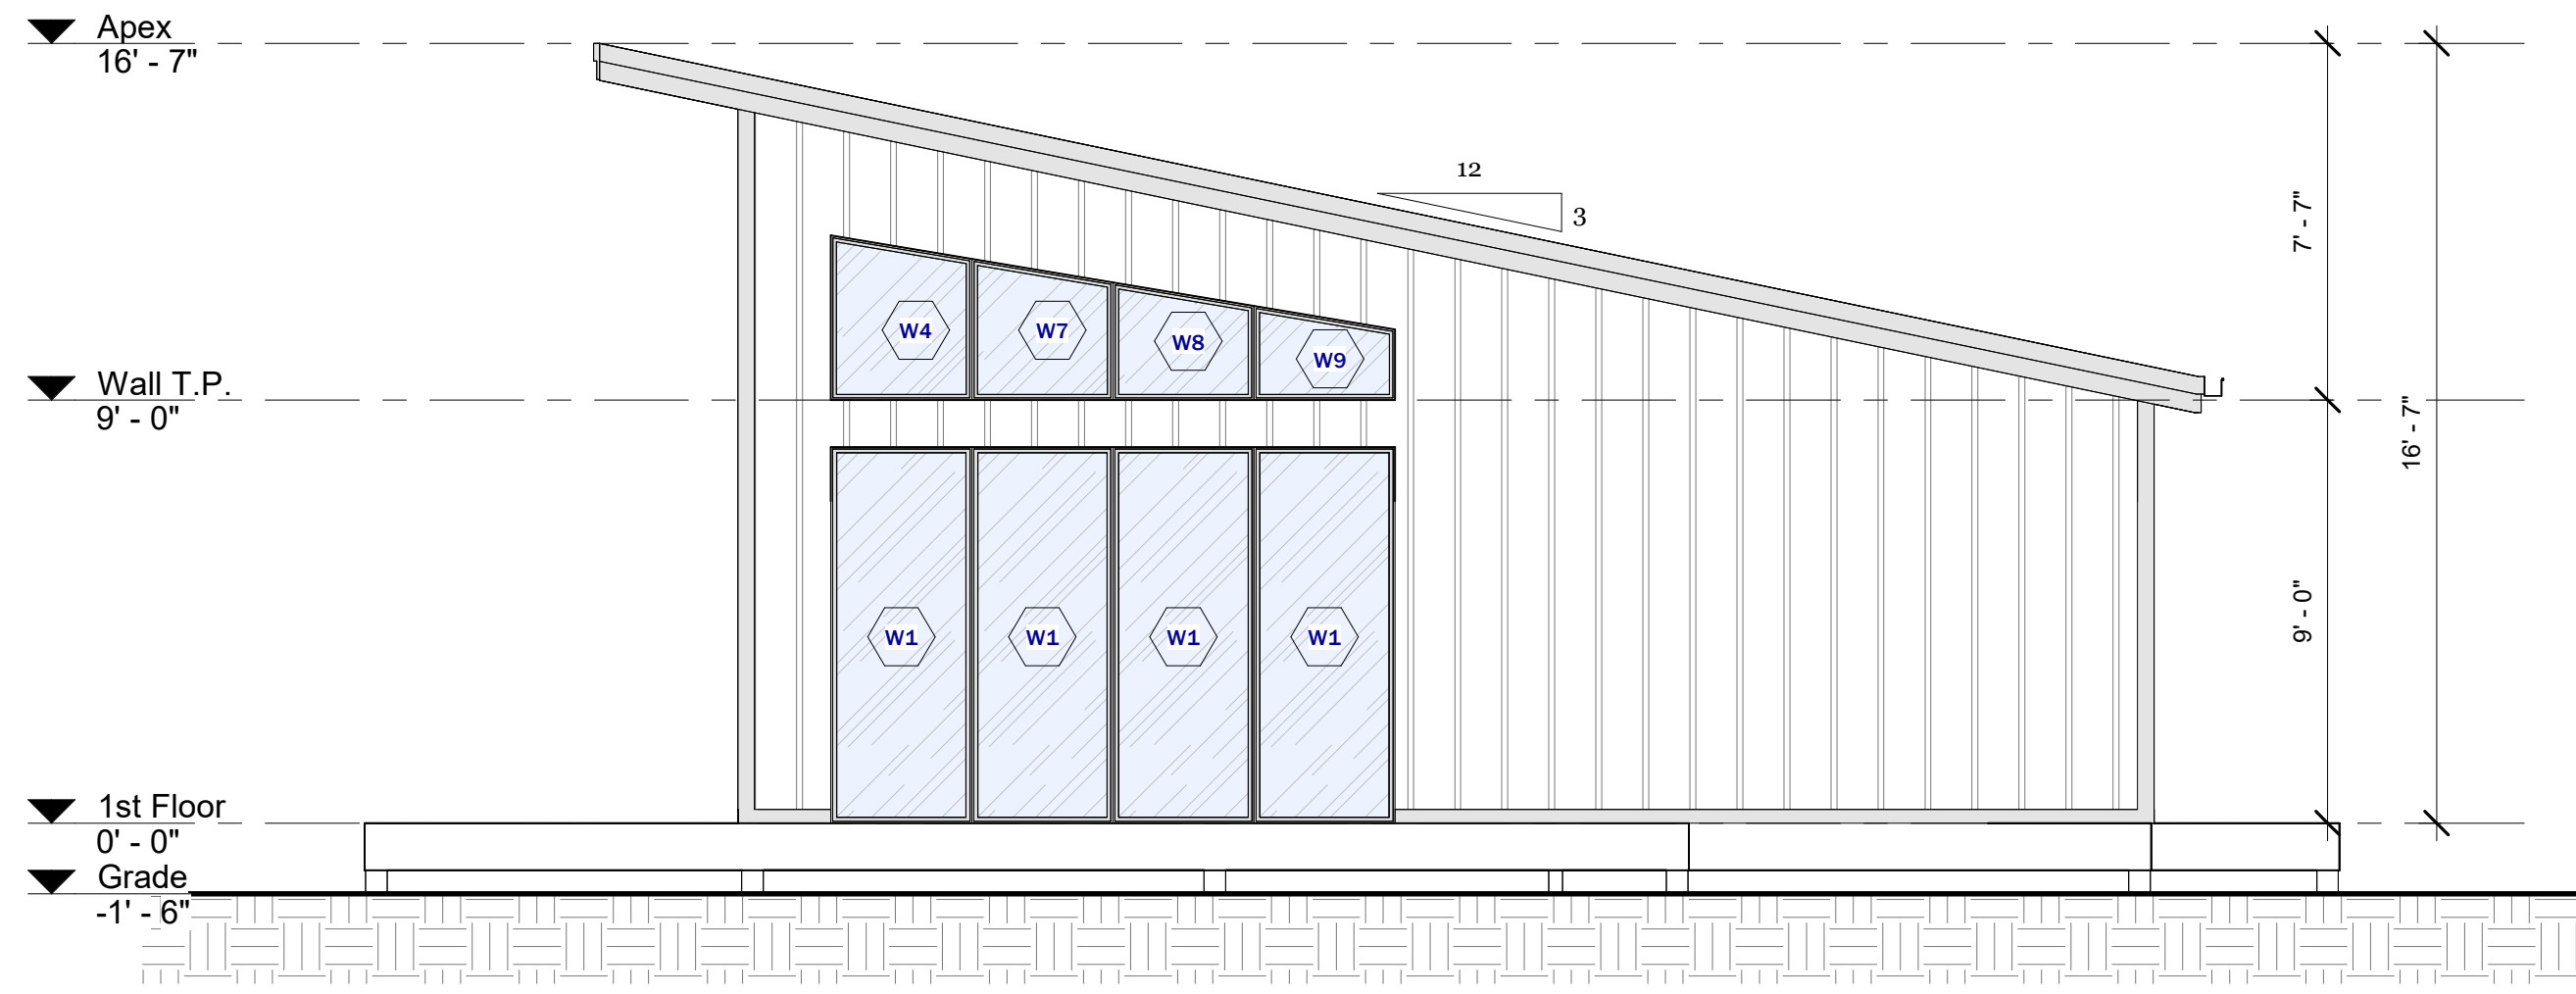 Apex
16' - 7"
12
3
7' - 7"
W4 W7 W8 W9
Wall T.P.
9' - 0"
16' - 7"
9' - 0"
W1 W1 W1 W1
1st Floor
0' - 0"
Grade
-1' - 6"